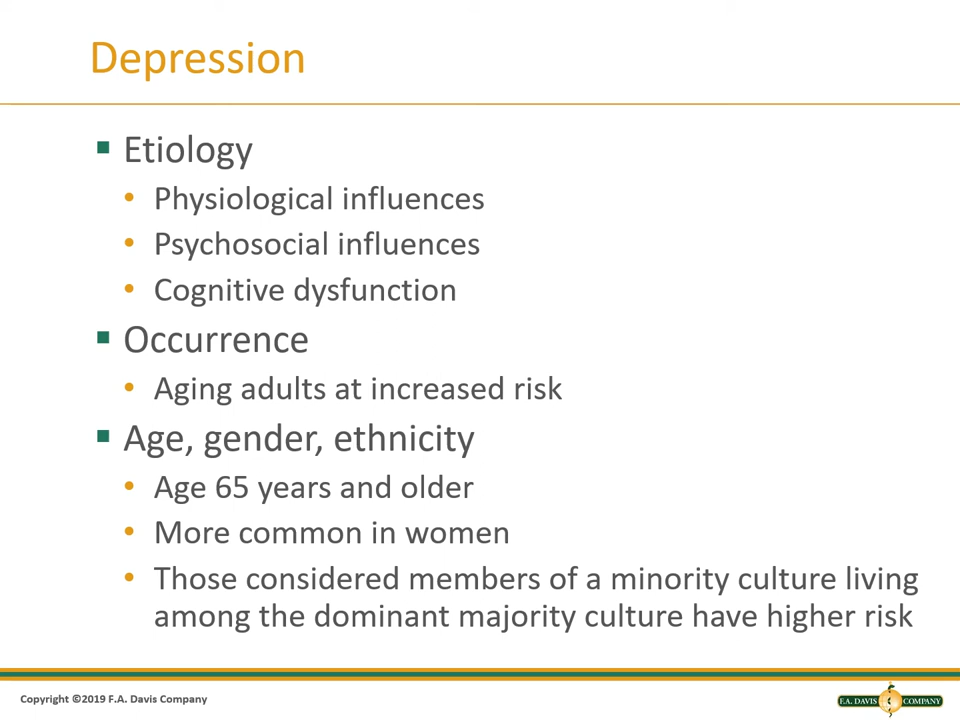 Depression
Etiology
Physiological influences
Psychosocial influences
Cognitive dysfunction
Occurrence
Aging adults at increased risk
Age, gender, ethnicity
Age 65 years and older
More common in women
Those considered members of a minority culture living
among the dominant majority culture have higher risk
Copyright ©2019 F.A. Davis Company
F.A. DAVIS COMPANY